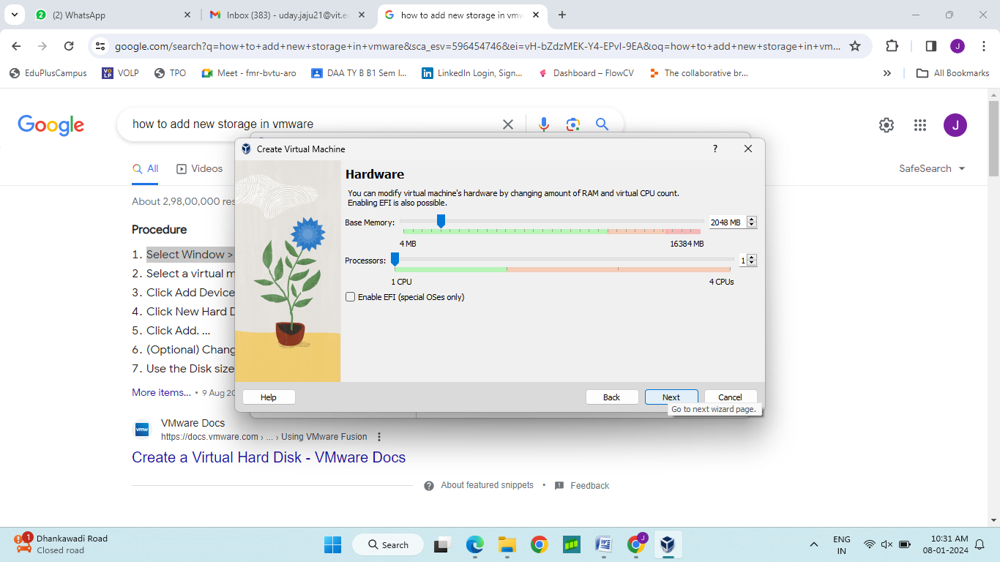 (2) WhatsApp
Inbox (383) - uday.jaju21@vit.e
how to add new storage in vmw
google.com/search?q=how+to+add+new+storage+in+vmware&sca_esv=596454746&ei=vH-bZdzMEK-Y4-EPvI-9EA&oq=how+to+add+new+storage+in+vm...
J
EduPlusCampus
VOLP
TPO
Meet - fmr-bvtu-aro
DAA TY B B1 Sem I...
LinkedIn Login, Sign...
Dashboard – FlowCV
The collaborative br...
All Bookmarks
Google
how to add new storage in vmware
J
All
Videos
SafeSearch
About 2,98,00,000 res
Procedure
1. Select Window >
2. Select a virtual m
3. Click Add Device
4. Click New Hard D
5. Click Add. ...
6. (Optional) Chang
7. Use the Disk size
More items... • 9 Aug 20
Create Virtual Machine
Hardware
You can modify virtual machine's hardware by changing amount of RAM and virtual CPU count.
Enabling EFI is also possible.
Base Memory:
2048 MB
4 MB
16384 MB
Processors:
1
1 CPU
4 CPUs
Enable EFI (special OSes only)
Help
Back
Next
Cancel
Go to next wizard page.
vmw
VMware Docs
https://docs.vmware.com › ... › Using VMware Fusion
Create a Virtual Hard Disk - VMware Docs
About featured snippets
•
Feedback
1
Dhankawadi Road
Closed road
Search
J
ENG
IN
10:31 AM
08-01-2024